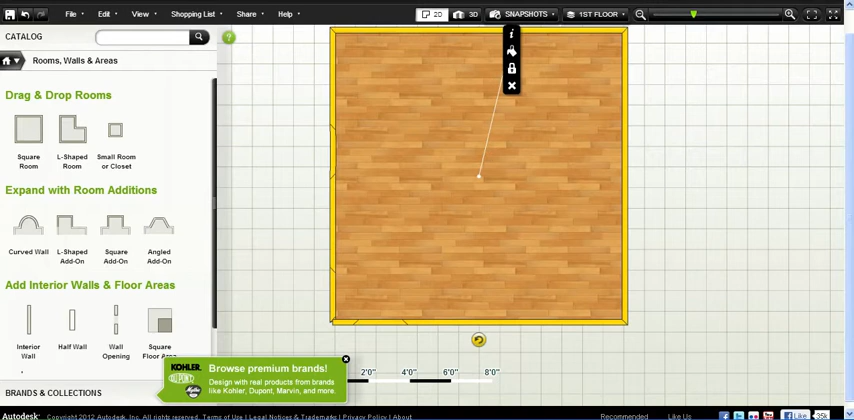 File Edit View Shopping List Share Help 2D 3D SNAPSHOTS 1ST FLOOR
CATALOG
Rooms, Walls & Areas
Drag & Drop Rooms
Square Room
L-Shaped Room
Small Room or Closet
Expand with Room Additions
Curved Wall
L-Shaped Add-On
Square Add-On
Angled Add-On
Add Interior Walls & Floor Areas
Interior Wall
Half Wall
Wall Opening
Square Floor Area
KOHLER
DUPONT
Browse premium brands!
Design with real products from brands
like Kohler, Dupont, Marvin, and more.
2'0" 4'0" 6'0" 8'0"
BRANDS & COLLECTIONS
Autodesk Copyright 2012 Autodesk, Inc. All rights reserved. Terms of Use | Legal Notices & Trademarks | Privacy Policy | About Recommended Like Us Like 35k